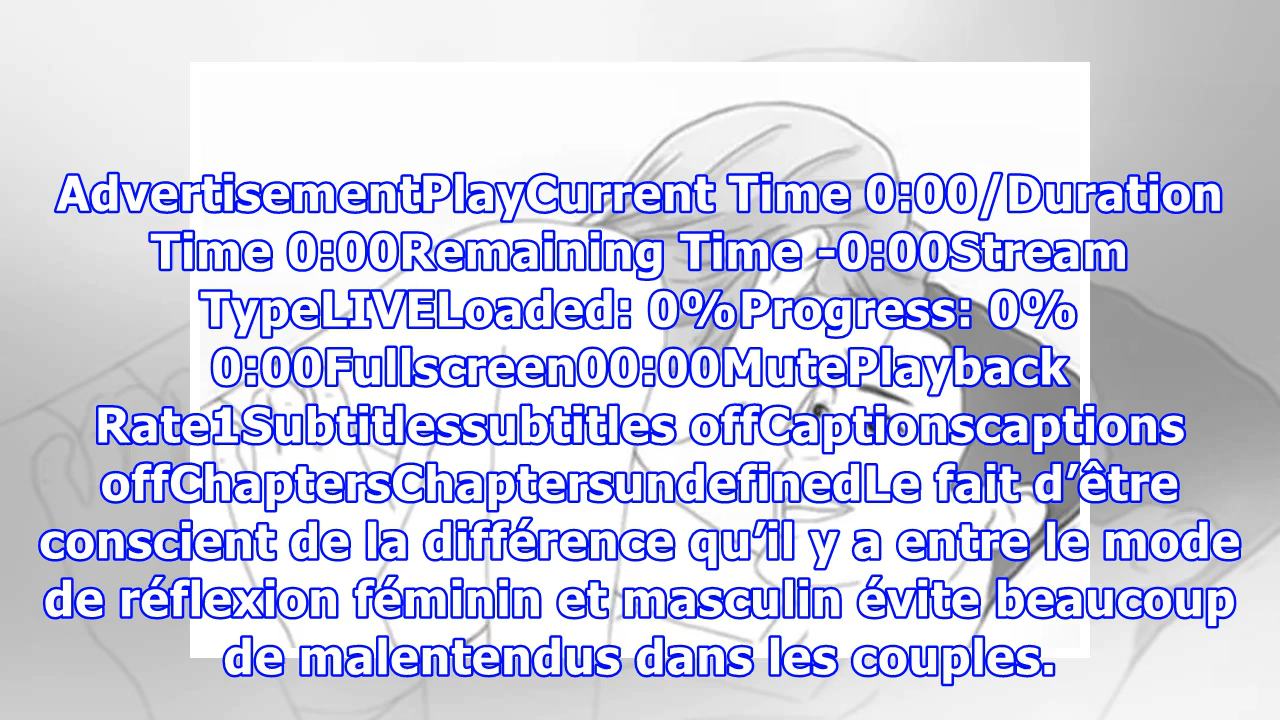 AdvertisementPlayCurrent Time 0:00/Duration
Time 0:00Remaining Time -0:00Stream
TypeLIVELoaded: 0%Progress: 0%
0:00Fullscreen00:00MutePlayback
Rate1Subtitlessubtitles offCaptionscaptions
offChaptersChaptersundefinedLe fait d’être
conscient de la différence qu’il y a entre le mode
de réflexion féminin et masculin évite beaucoup
de malentendus dans les couples.